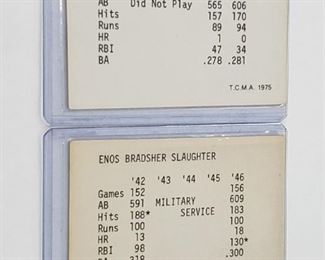 AB Did Not Play 565 606
Hits 157 170
Runs 89 94
HR 1 0
RBI 47 34
BA .278 .281
T.C.M.A. 1975
ENOS BRADSHER SLAUGHTER
'42 '43 '44 '45 '46
Games 152 156
AB 591 MILITARY 609
Hits 188* SERVICE 183
Runs 100 100
HR 13 18
RBI 98 130*
BA .318 .300